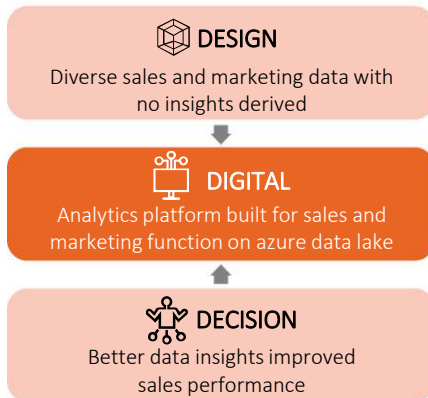 DESIGN
Diverse sales and marketing data with
no insights derived
DIGITAL
Analytics platform built for sales and
marketing function on azure data lake
DECISION
Better data insights improved
sales performance